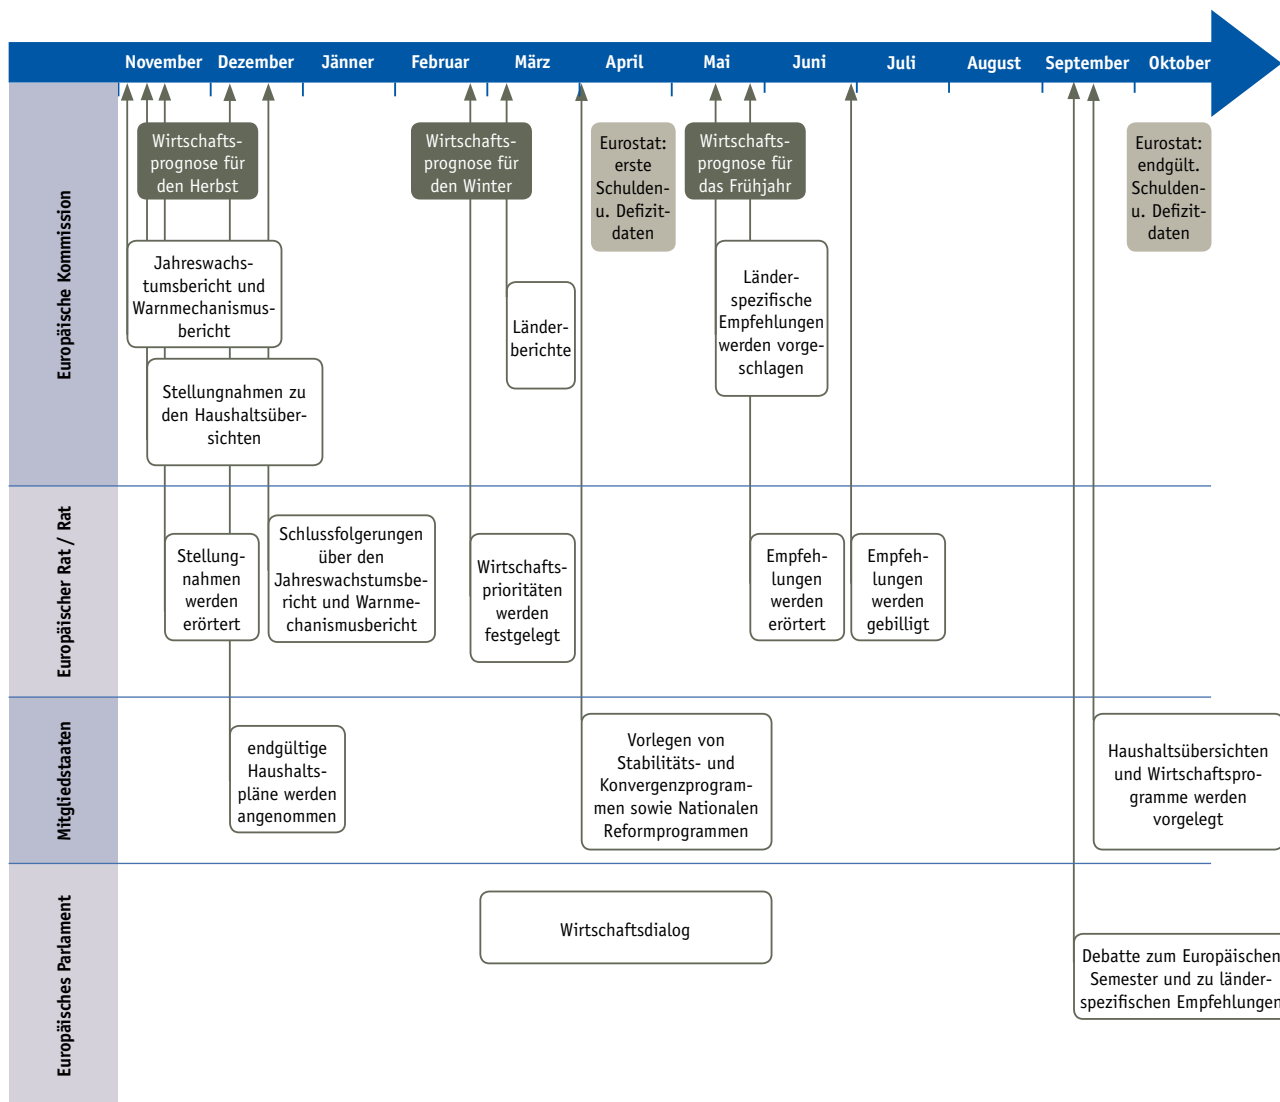 November
Dezember
Jänner
Februar
März
April
Mai
Juni
Juli
August
September
Oktober
Europäische Kommission
Wirtschafts-
prognose für
den Herbst
Wirtschafts-
prognose für
den Winter
Eurostat:
erste
Schulden-
u. Defizit-
daten
Wirtschafts-
prognose für
das Frühjahr
Eurostat:
endgült.
Schulden-
u. Defizit-
daten
Jahreswachs-
tumsbericht und
Warnmechanismus-
bericht
Länder-
berichte
Länder-
spezifische
Empfehlungen
werden vorge-
schlagen
Stellungnahmen zu
den Haushaltsüber-
sichten
Europäischer Rat / Rat
Stellung-
nahmen
werden
erörtert
Schlussfolgerungen
über den
Jahreswachstumsbe-
richt und Warnme-
chanismusbericht
Wirtschafts-
prioritäten
werden
festgelegt
Empfeh-
lungen
werden
erörtert
Empfeh-
lungen
werden
gebilligt
Mitgliedstaaten
endgültige
Haushalts-
pläne werden
angenommen
Vorlegen von
Stabilitäts- und
Konvergenzprogram-
men sowie Nationalen
Reformprogrammen
Haushaltsübersichten
und Wirtschaftspro-
gramme werden
vorgelegt
Europäisches Parlament
Wirtschaftsdialog
Debatte zum Europäischen
Semester und zu länder-
spezifischen Empfehlungen